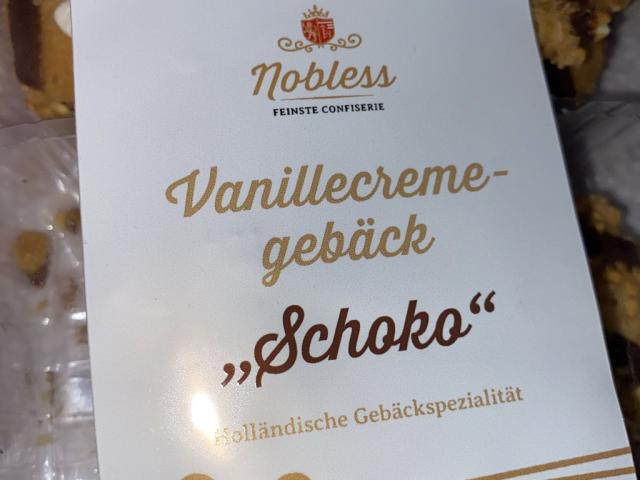 Nobless
FEINSTE CONFISERIE
Vanillecreme-
gebäck
„Schoko“
Holländische Gebäckspezialität